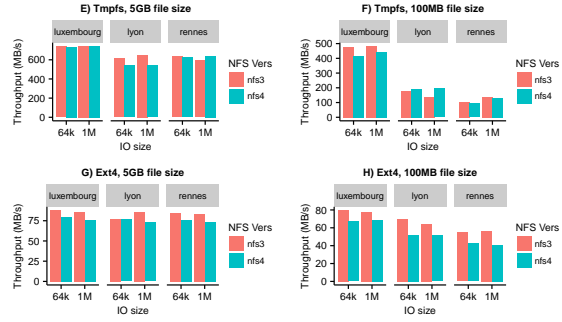 E) Tmpfs, 5GB file size
luxembourg lyon rennes
Throughput (MB/s)
600
400
200
0
64k 1M 64k 1M 64k 1M
IO size
NFS Vers
nfs3
nfs4
F) Tmpfs, 100MB file size
luxembourg lyon rennes
Throughput (MB/s)
500
400
300
200
100
0
64k 1M 64k 1M 64k 1M
IO size
NFS Vers
nfs3
nfs4
G) Ext4, 5GB file size
luxembourg lyon rennes
Throughput (MB/s)
75
50
25
0
64k 1M 64k 1M 64k 1M
IO size
NFS Vers
nfs3
nfs4
H) Ext4, 100MB file size
luxembourg lyon rennes
Throughput (MB/s)
80
60
40
20
0
64k 1M 64k 1M 64k 1M
IO size
NFS Vers
nfs3
nfs4